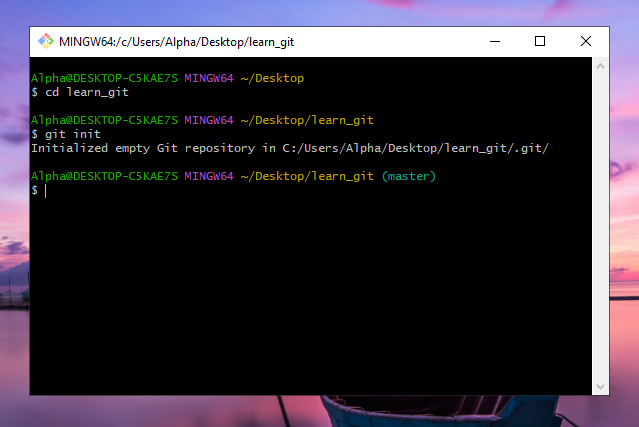 MINGW64:/c/Users/Alpha/Desktop/learn_git
Alpha@DESKTOP-C5KAE7S MINGW64 ~/Desktop
$ cd learn_git
Alpha@DESKTOP-C5KAE7S MINGW64 ~/Desktop/learn_git
$ git init
Initialized empty Git repository in C:/Users/Alpha/Desktop/learn_git/.git/
Alpha@DESKTOP-C5KAE7S MINGW64 ~/Desktop/learn_git (master)
$